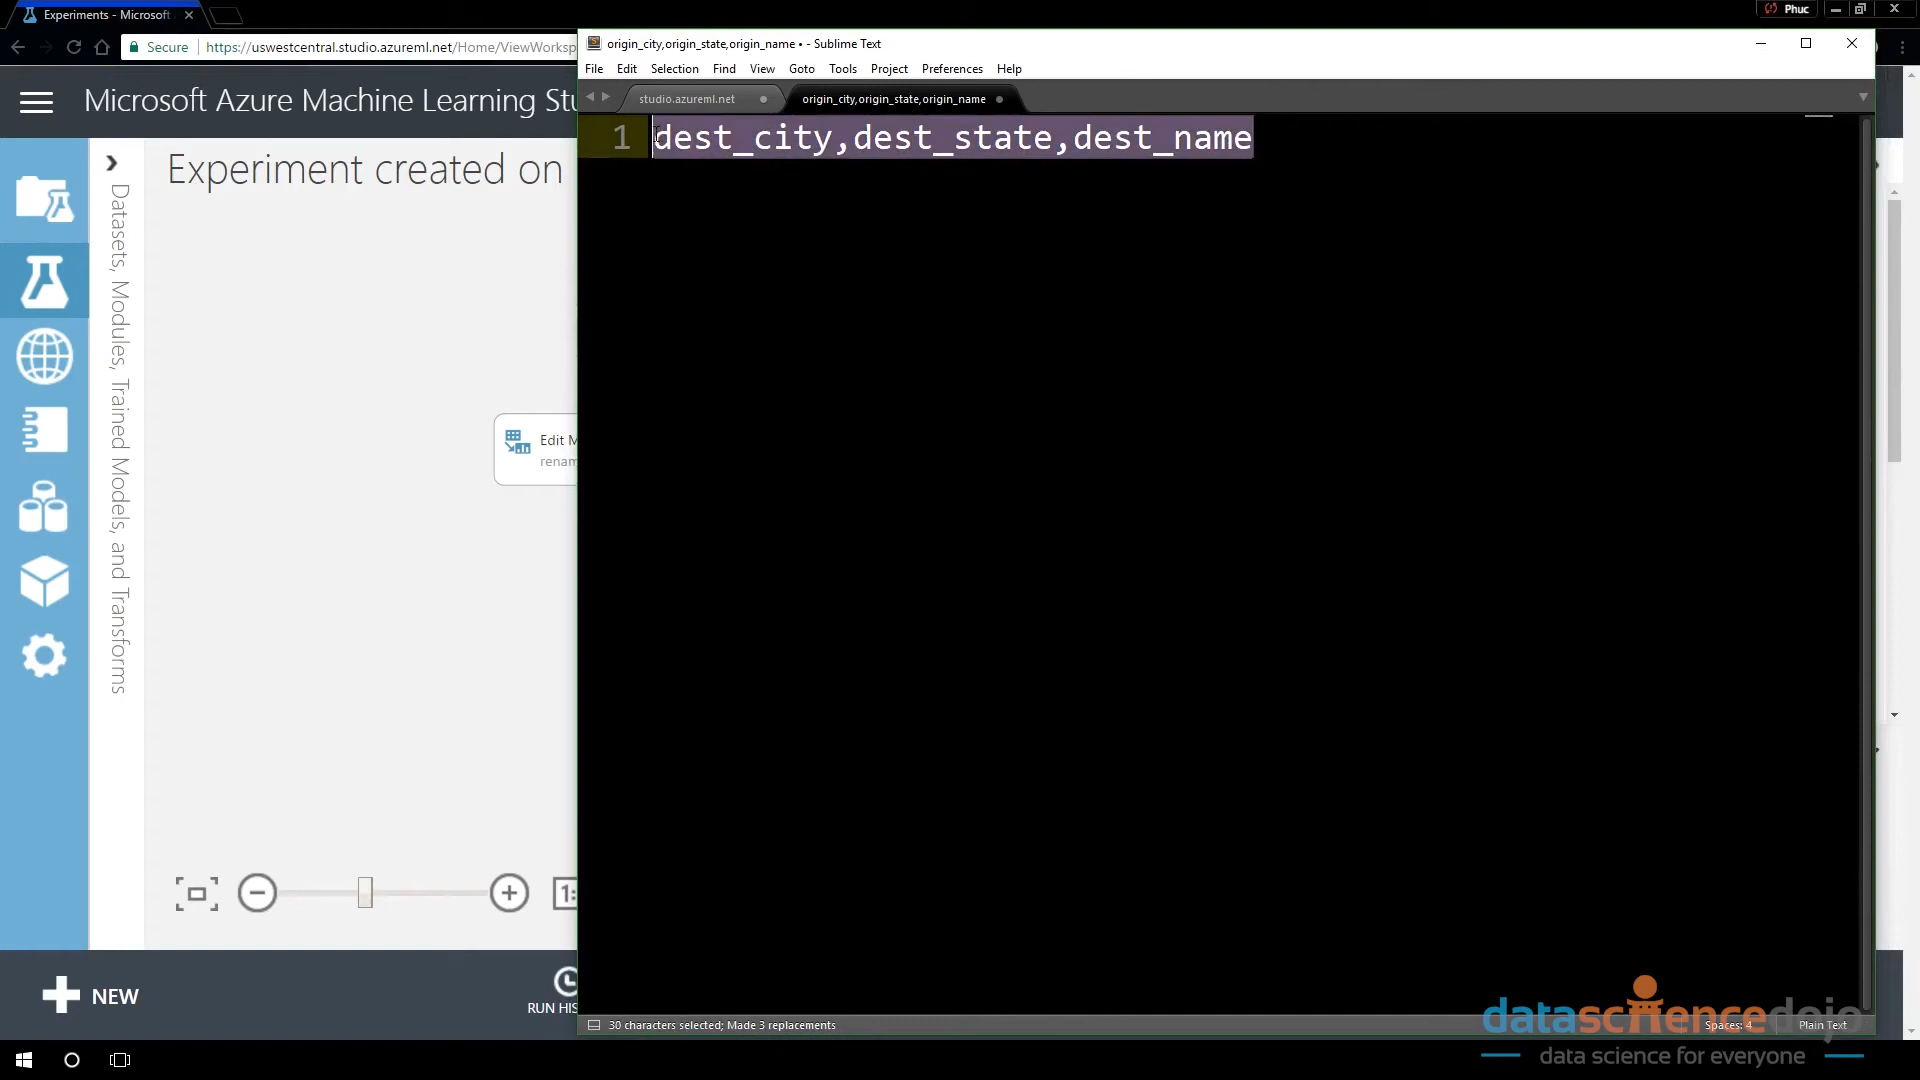 Experiments - Microsoft
Phuc
Secure
https://uswestcentral.studio.azureml.net/Home/ViewWorksp
Microsoft Azure Machine Learning Stu
Datasets, Modules, Trained Models, and Transforms
Experiment created on
Edit M
renam
1:
NEW
RUN HIS
origin_city,origin_state,origin_name • - Sublime Text
File Edit Selection Find View Goto Tools Project Preferences Help
studio.azureml.net
origin_city,origin_state,origin_name
1 dest_city,dest_state,dest_name
30 characters selected; Made 3 replacements
Spaces: 4
Plain Text
datasciencedojo
data science for everyone